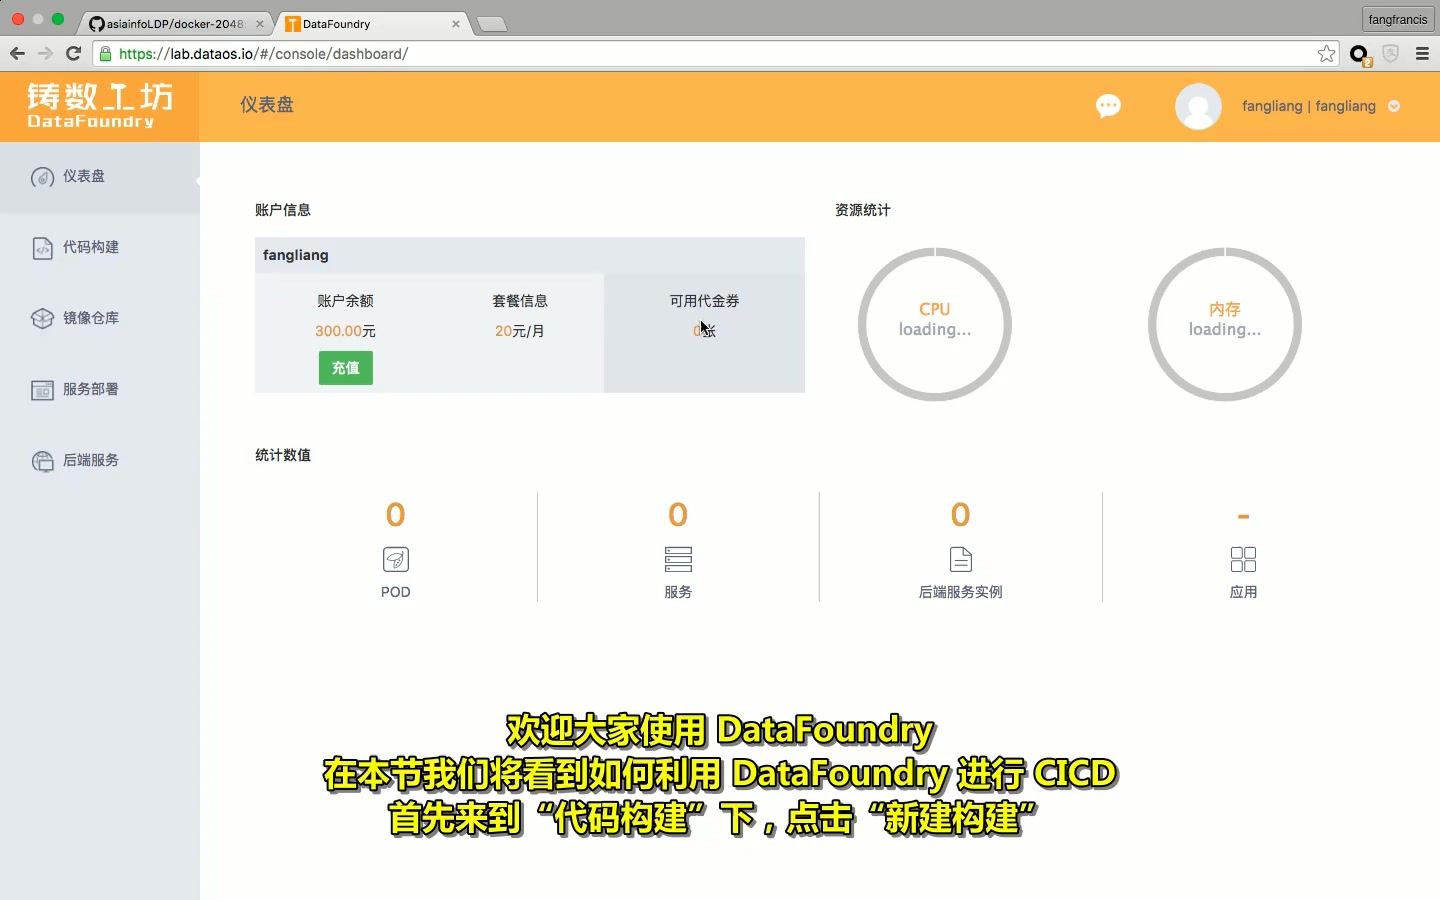 asiainfoLDP/docker-2048
DataFoundry
fangfrancis
https://lab.dataos.io/#/console/dashboard/
铸数工坊
DataFoundry
仪表盘
fangliang | fangliang
仪表盘
代码构建
镜像仓库
服务部署
后端服务
账户信息
资源统计
fangliang
账户余额
套餐信息
可用代金券
300.00元
20元/月
0张
充值
CPU
loading...
内存
loading...
统计数值
0
0
0
-
POD
服务
后端服务实例
应用
欢迎大家使用 DataFoundry
在本节我们将看到如何利用 DataFoundry 进行 CICD
首先来到“代码构建”下，点击“新建构建”